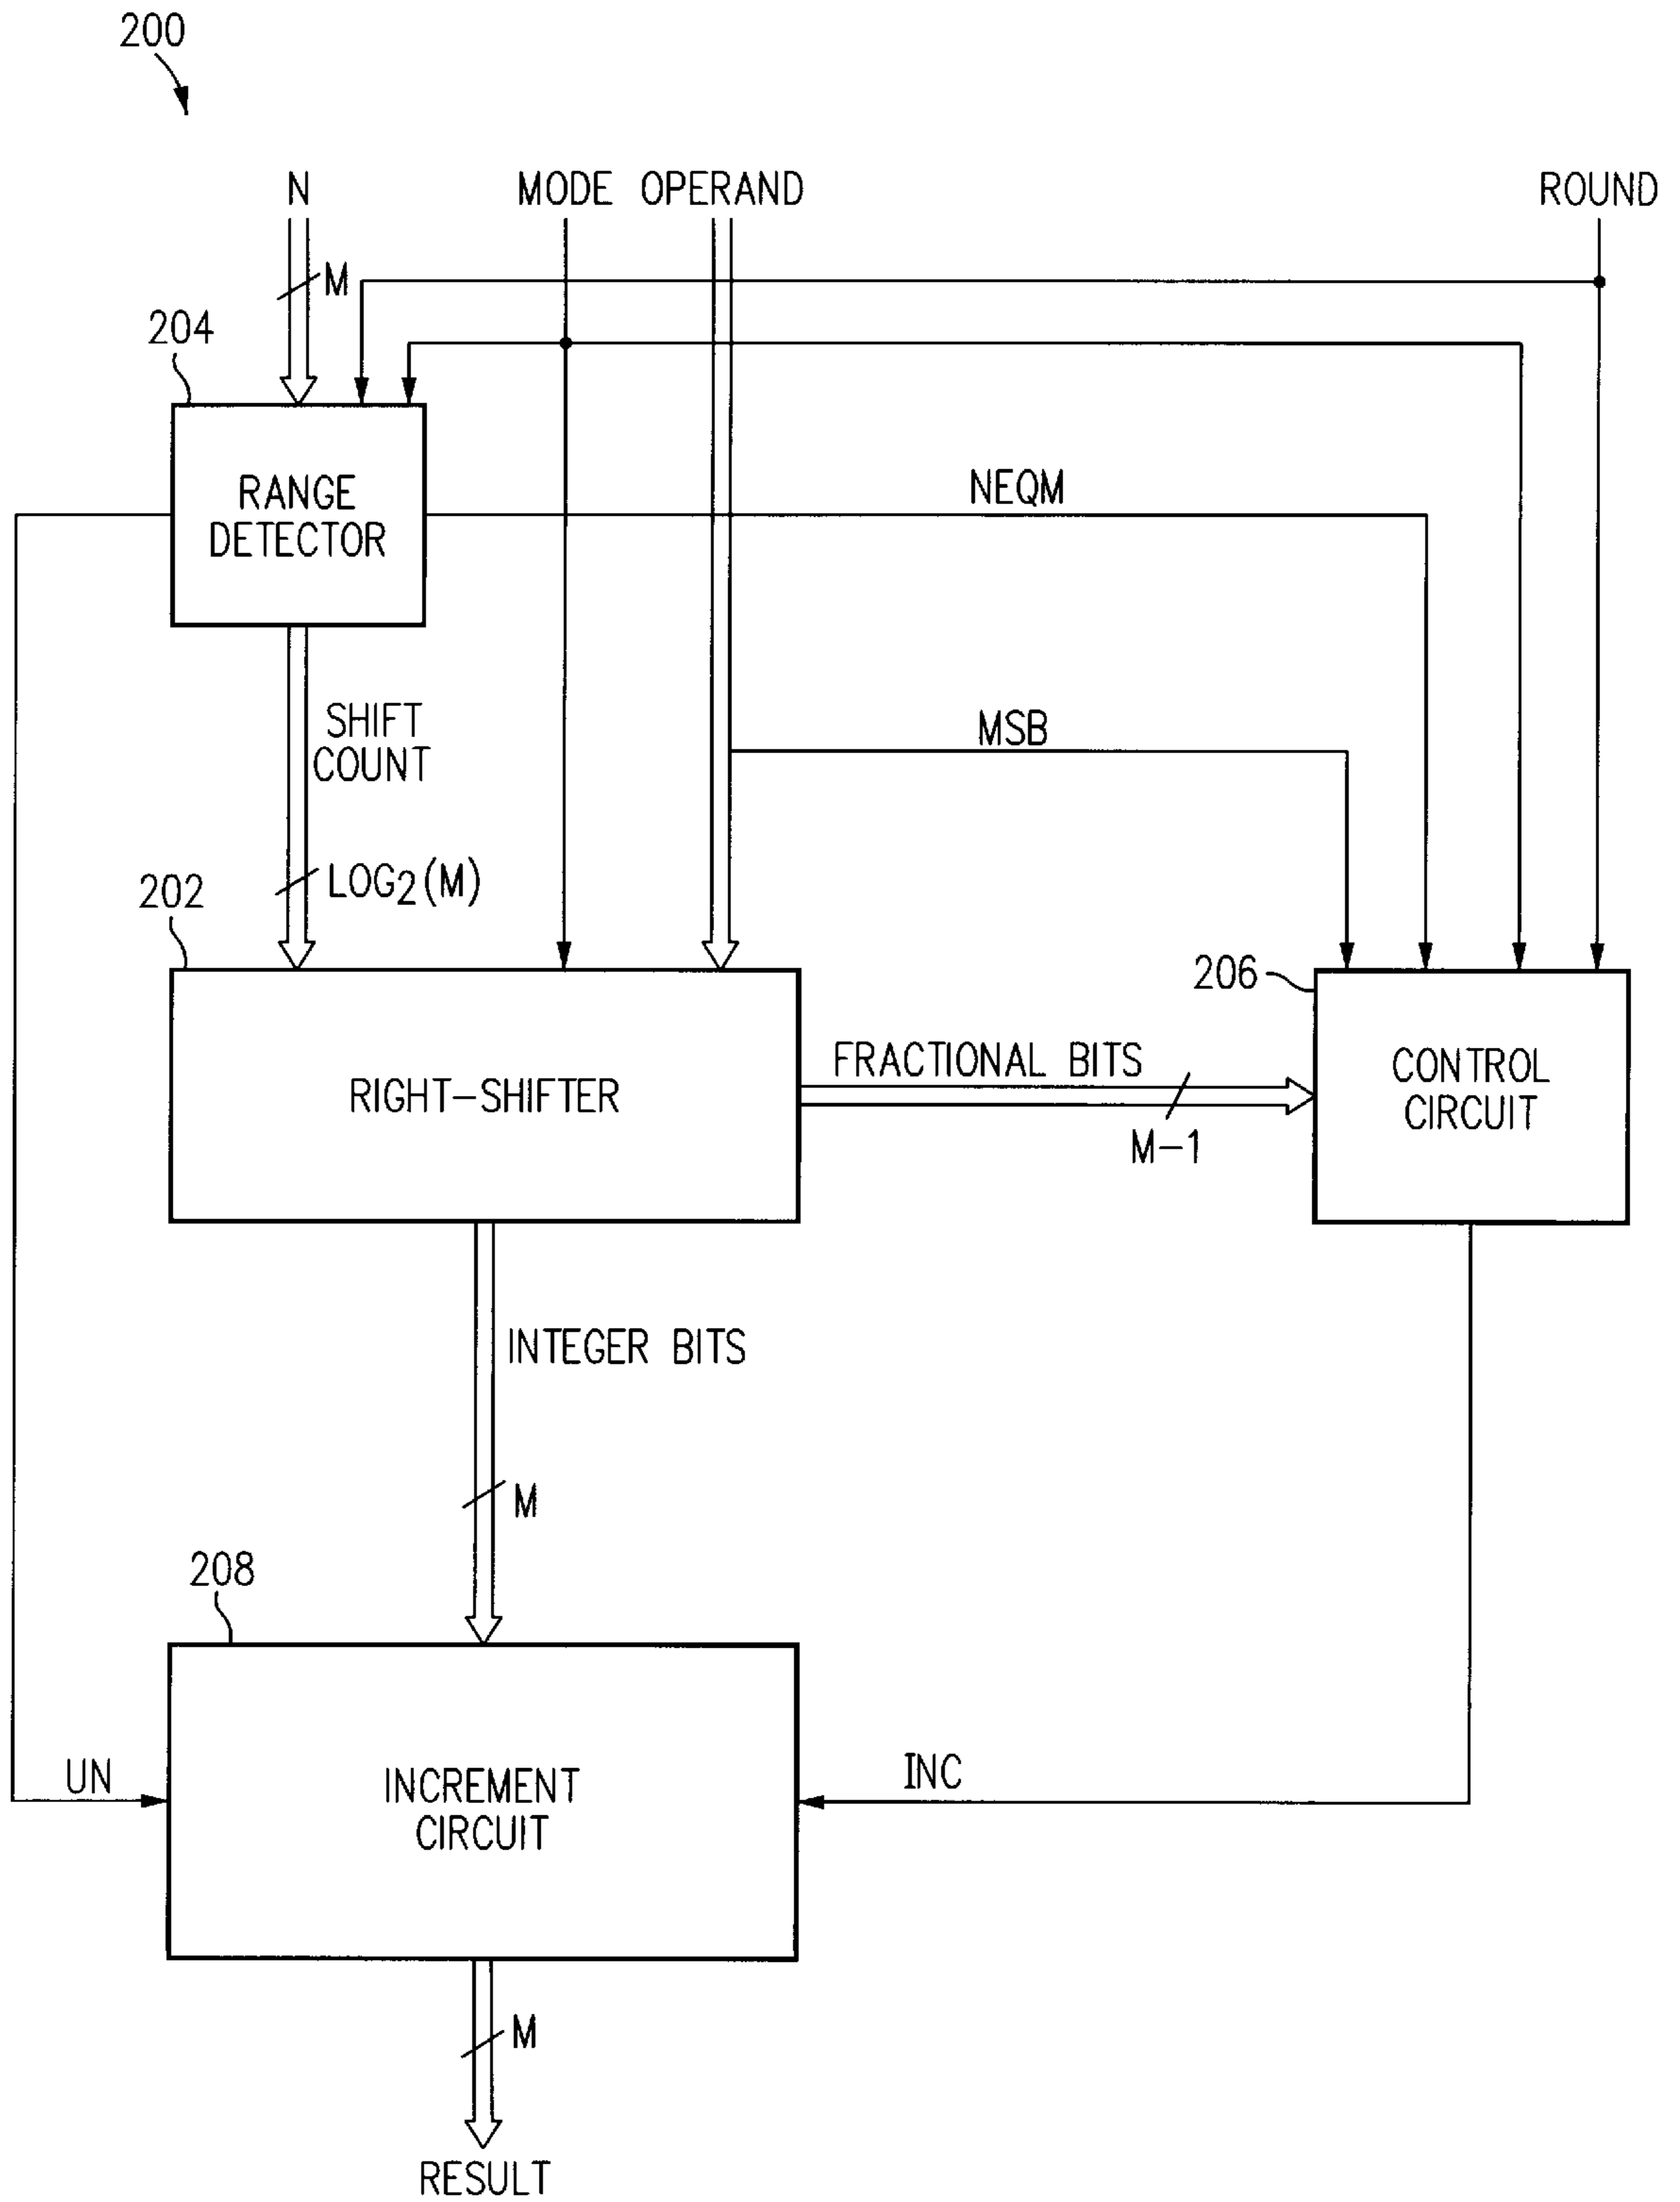 200
N
MODE OPERAND
ROUND
M
204
RANGE
DETECTOR
NEQM
SHIFT
COUNT
MSB
LOG2(M)
202
206
RIGHT-SHIFTER
FRACTIONAL BITS
M-1
CONTROL
CIRCUIT
INTEGER BITS
M
208
UN
INCREMENT
CIRCUIT
INC
M
RESULT